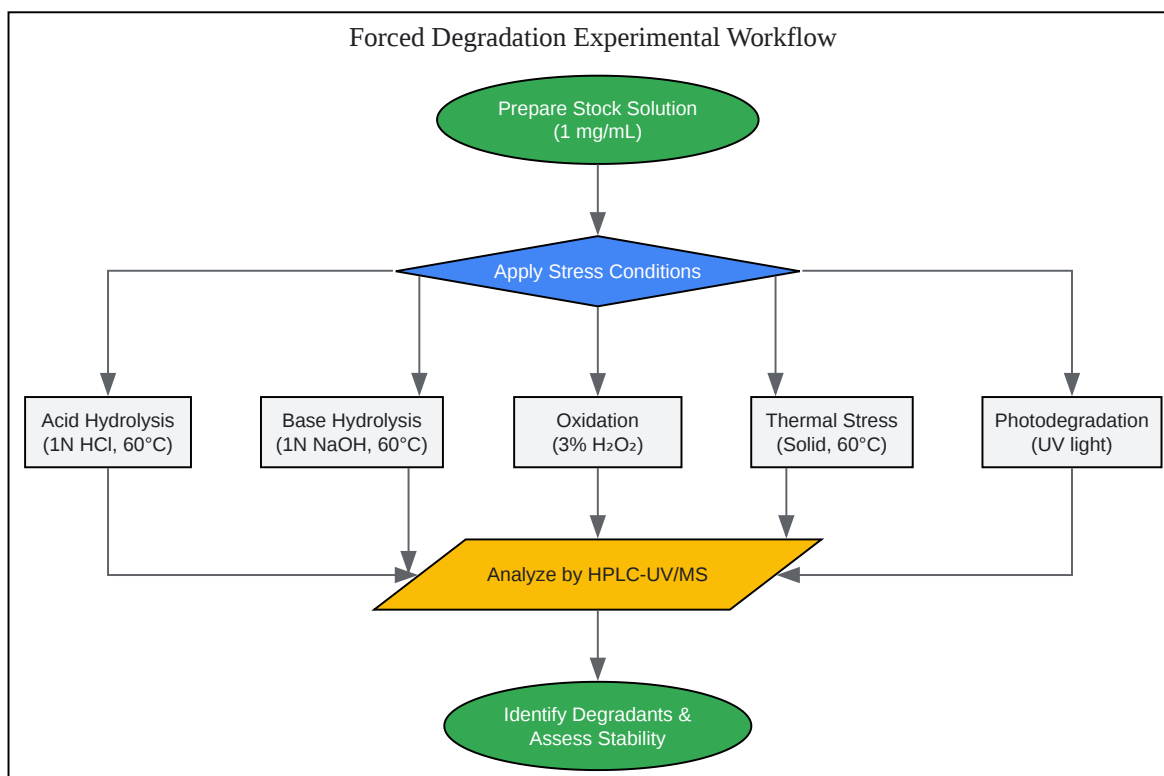 Forced Degradation Experimental Workflow
Prepare Stock Solution
(1 mg/mL)
Apply Stress Conditions
Acid Hydrolysis
(1N HCl, 60°C)
Base Hydrolysis
(1N NaOH, 60°C)
Oxidation
(3% H₂O₂)
Thermal Stress
(Solid, 60°C)
Photodegradation
(UV light)
Analyze by HPLC-UV/MS
Identify Degradants &
Assess Stability